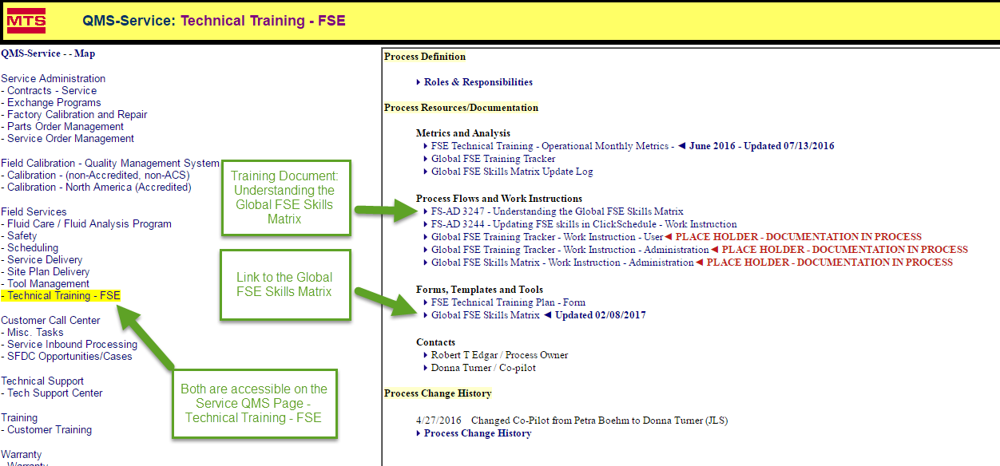 MTS
QMS-Service: Technical Training - FSE
QMS-Service - - Map
Service Administration
- Contracts - Service
- Exchange Programs
- Factory Calibration and Repair
- Parts Order Management
- Service Order Management
Field Calibration - Quality Management System
- Calibration - (non-Accredited, non-ACS)
- Calibration - North America (Accredited)
Field Services
- Fluid Care / Fluid Analysis Program
- Safety
- Scheduling
- Service Delivery
- Site Plan Delivery
- Tool Management
- Technical Training - FSE
Customer Call Center
- Misc. Tasks
- Service Inbound Processing
- SFDC Opportunities/Cases
Technical Support
- Tech Support Center
Training
- Customer Training
Warranty
- Warranty
Training Document:
Understanding the
Global FSE Skills
Matrix
Link to the Global
FSE Skills Matrix
Both are accessible on the
Service QMS Page -
Technical Training - FSE
Process Definition
Roles & Responsibilities
Process Resources/Documentation
Metrics and Analysis
FSE Technical Training - Operational Monthly Metrics - ◄ June 2016 - Updated 07/13/2016
Global FSE Training Tracker
Global FSE Skills Matrix Update Log
Process Flows and Work Instructions
FS-AD 3247 - Understanding the Global FSE Skills Matrix
FS-AD 3244 - Updating FSE skills in ClickSchedule - Work Instruction
Global FSE Training Tracker - Work Instruction - User ◄ PLACE HOLDER - DOCUMENTATION IN PROCESS
Global FSE Training Tracker - Work Instruction - Administration ◄ PLACE HOLDER - DOCUMENTATION IN PROCESS
Global FSE Skills Matrix - Work Instruction - Administration ◄ PLACE HOLDER - DOCUMENTATION IN PROCESS
Forms, Templates and Tools
FSE Technical Training Plan - Form
Global FSE Skills Matrix ◄ Updated 02/08/2017
Contacts
Robert T Edgar / Process Owner
Donna Turner / Co-pilot
Process Change History
4/27/2016 Changed Co-Pilot from Petra Boehm to Donna Turner (JLS)
Process Change History